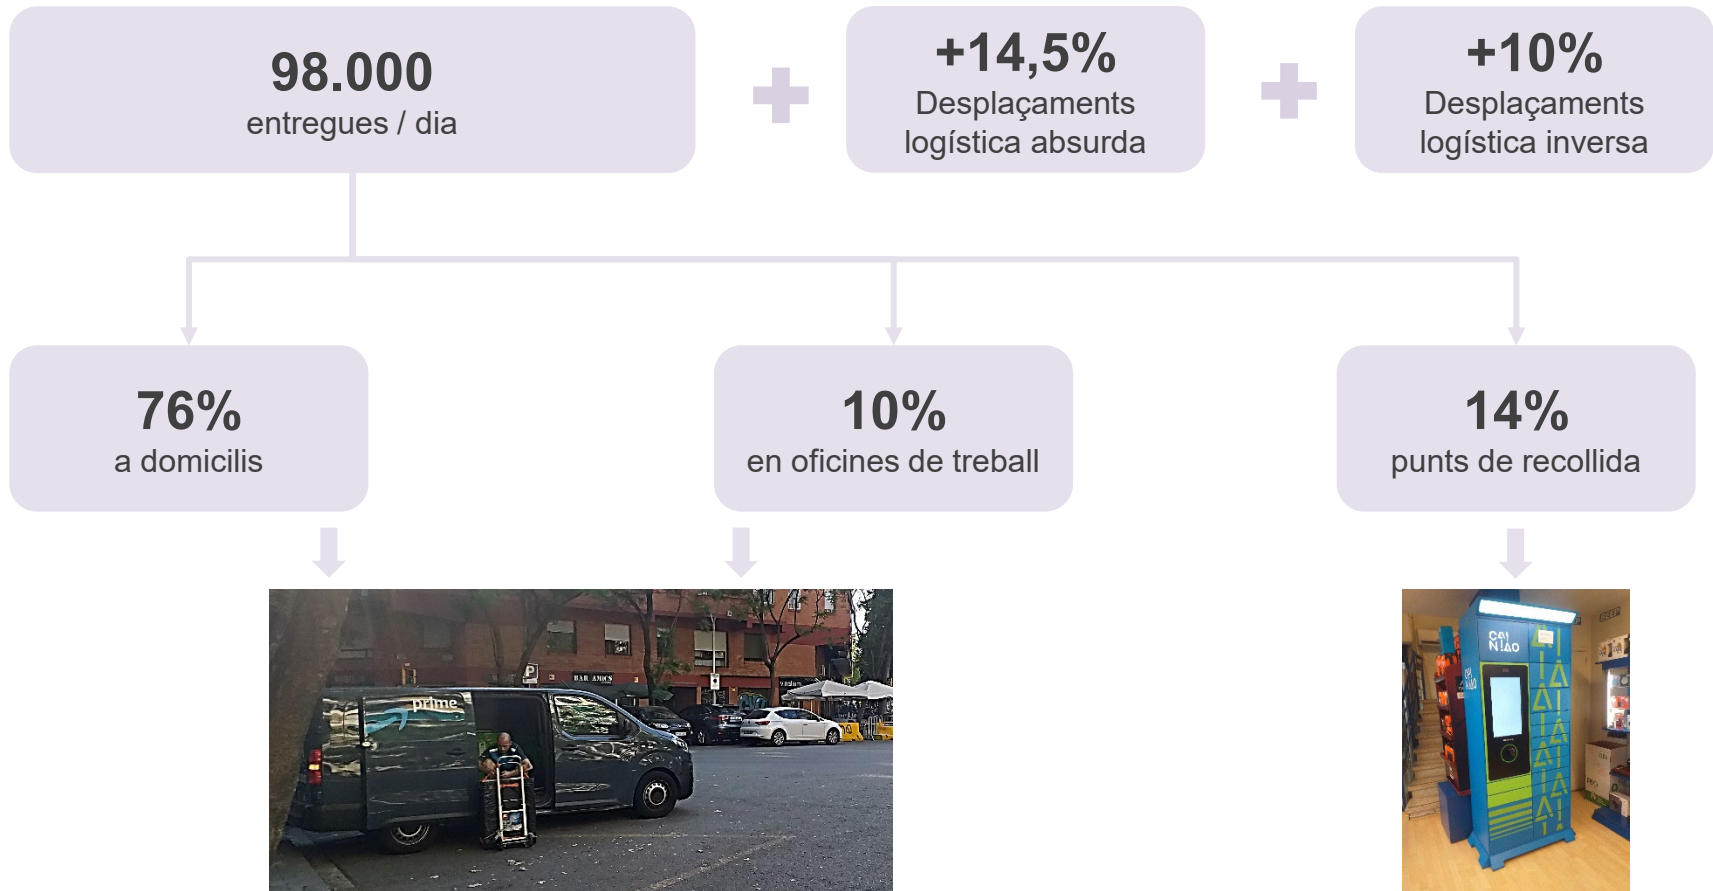 98.000
entregues / dia
+14,5%
Desplaçaments
logística absurda
+10%
Desplaçaments
logística inversa
76%
a domicilis
10%
en oficines de treball
14%
punts de recollida
BAR AMICS
prime
CAI
NIAO